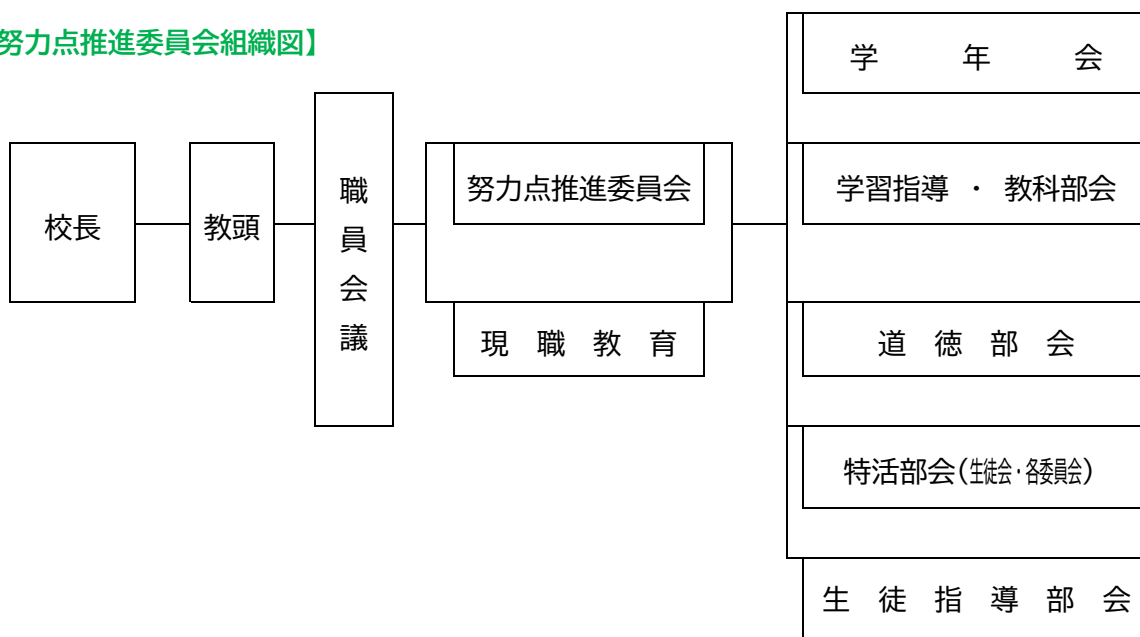 努力点推進委員会組織図】
校長
教頭
職員会議
努力点推進委員会
現職教育
学年会
学習指導・教科部会
道徳部会
特活部会(生徒会・各委員会)
生徒指導部会